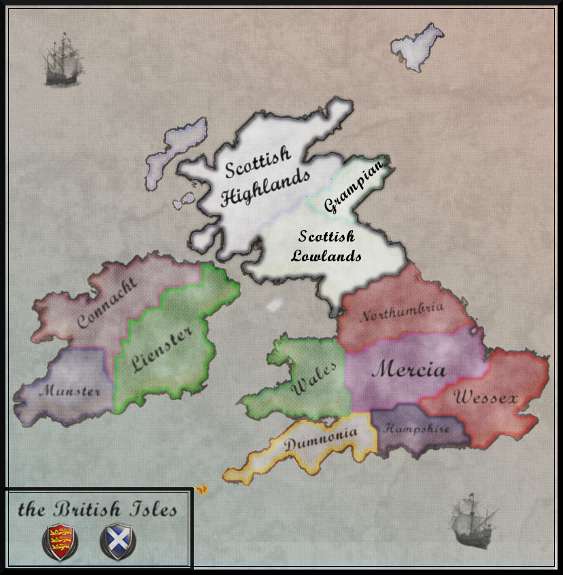 Scottish
Highlands
Grampian
Scottish
Lowlands
Connacht
Lienster
Munster
Northumbria
Wales
Mercia
Wessex
Dumnonia
Hampshire
the British Isles